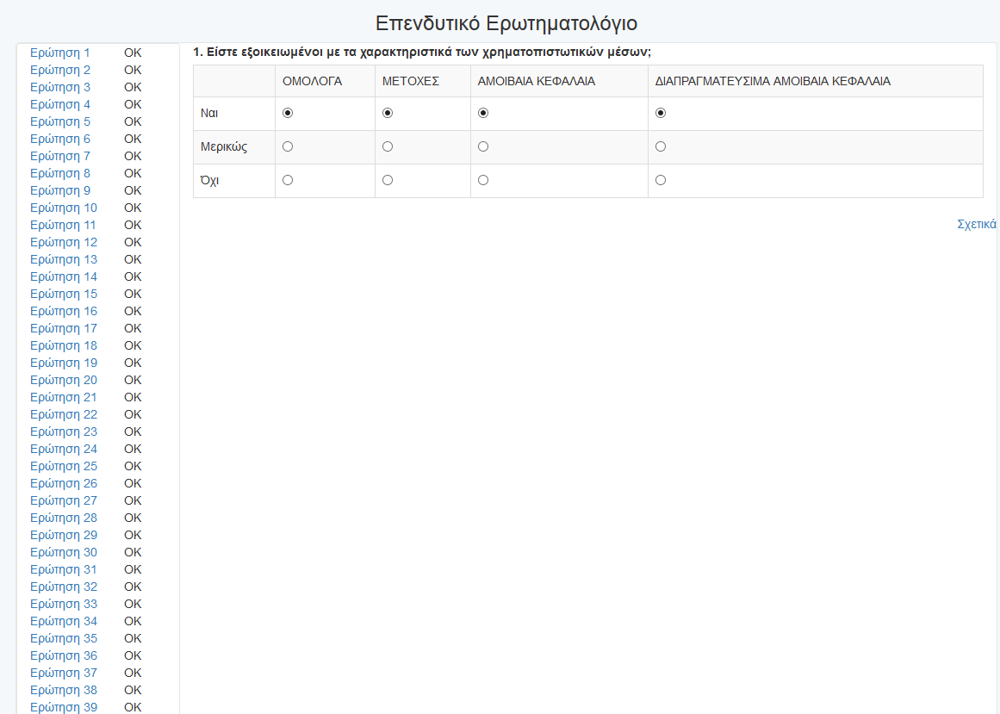 Επενδυτικό Ερωτηματολόγιο
Ερώτηση 1 OK
Ερώτηση 2 OK
Ερώτηση 3 OK
Ερώτηση 4 OK
Ερώτηση 5 OK
Ερώτηση 6 OK
Ερώτηση 7 OK
Ερώτηση 8 OK
Ερώτηση 9 OK
Ερώτηση 10 OK
Ερώτηση 11 OK
Ερώτηση 12 OK
Ερώτηση 13 OK
Ερώτηση 14 OK
Ερώτηση 15 OK
Ερώτηση 16 OK
Ερώτηση 17 OK
Ερώτηση 18 OK
Ερώτηση 19 OK
Ερώτηση 20 OK
Ερώτηση 21 OK
Ερώτηση 22 OK
Ερώτηση 23 OK
Ερώτηση 24 OK
Ερώτηση 25 OK
Ερώτηση 26 OK
Ερώτηση 27 OK
Ερώτηση 28 OK
Ερώτηση 29 OK
Ερώτηση 30 OK
Ερώτηση 31 OK
Ερώτηση 32 OK
Ερώτηση 33 OK
Ερώτηση 34 OK
Ερώτηση 35 OK
Ερώτηση 36 OK
Ερώτηση 37 OK
Ερώτηση 38 OK
Ερώτηση 39 OK
1. Είστε εξοικειωμένοι με τα χαρακτηριστικά των χρηματοπιστωτικών μέσων;
ΟΜΟΛΟΓΑ ΜΕΤΟΧΕΣ ΑΜΟΙΒΑΙΑ ΚΕΦΑΛΑΙΑ ΔΙΑΠΡΑΓΜΑΤΕΥΣΙΜΑ ΑΜΟΙΒΑΙΑ ΚΕΦΑΛΑΙΑ
Ναι
Μερικώς
Όχι
Σχετικά